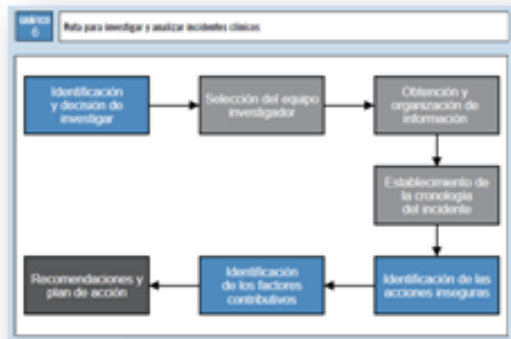 GRÁFICO
6
Ruta para investigar y analizar incidentes clínicos
Identificación
y decisión de
investigar
Selección del equipo
investigador
Obtención y
organización de
información
Establecimiento de
la cronología
del incidente
Recomendaciones y
plan de acción
Identificación
de los factores
contributivos
Identificación de las
acciones inseguras